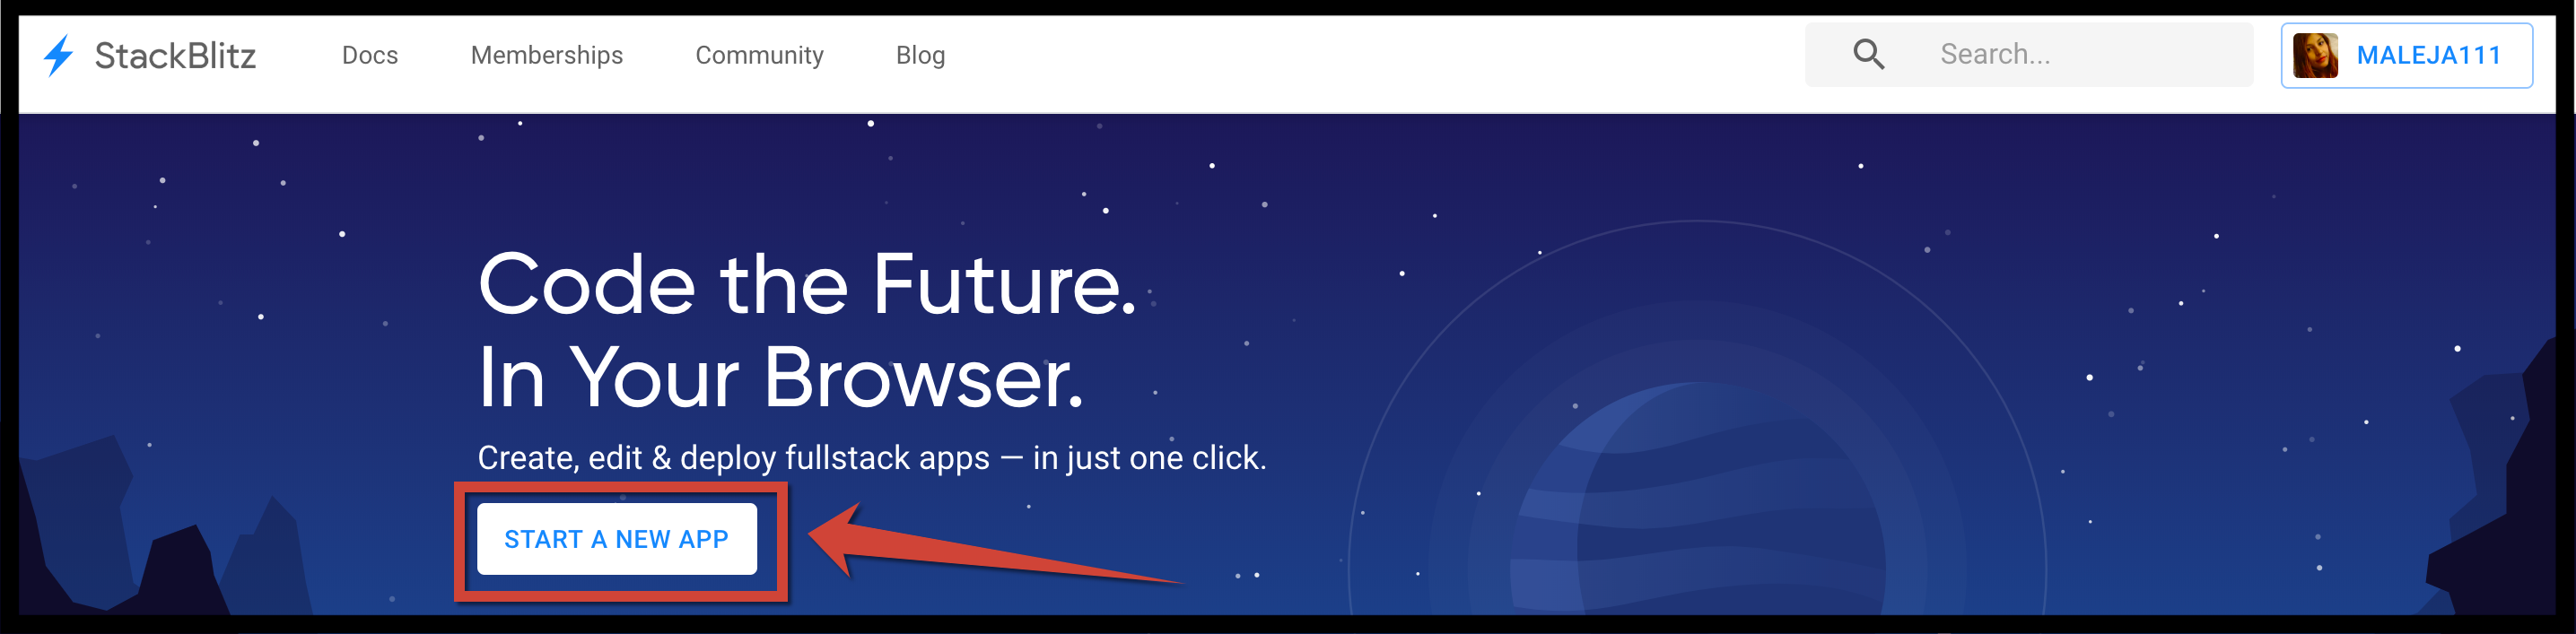 StackBlitz
Docs
Memberships
Community
Blog
Search...
MALEJA111
Code the Future.
In Your Browser.
Create, edit & deploy fullstack apps — in just one click.
START A NEW APP